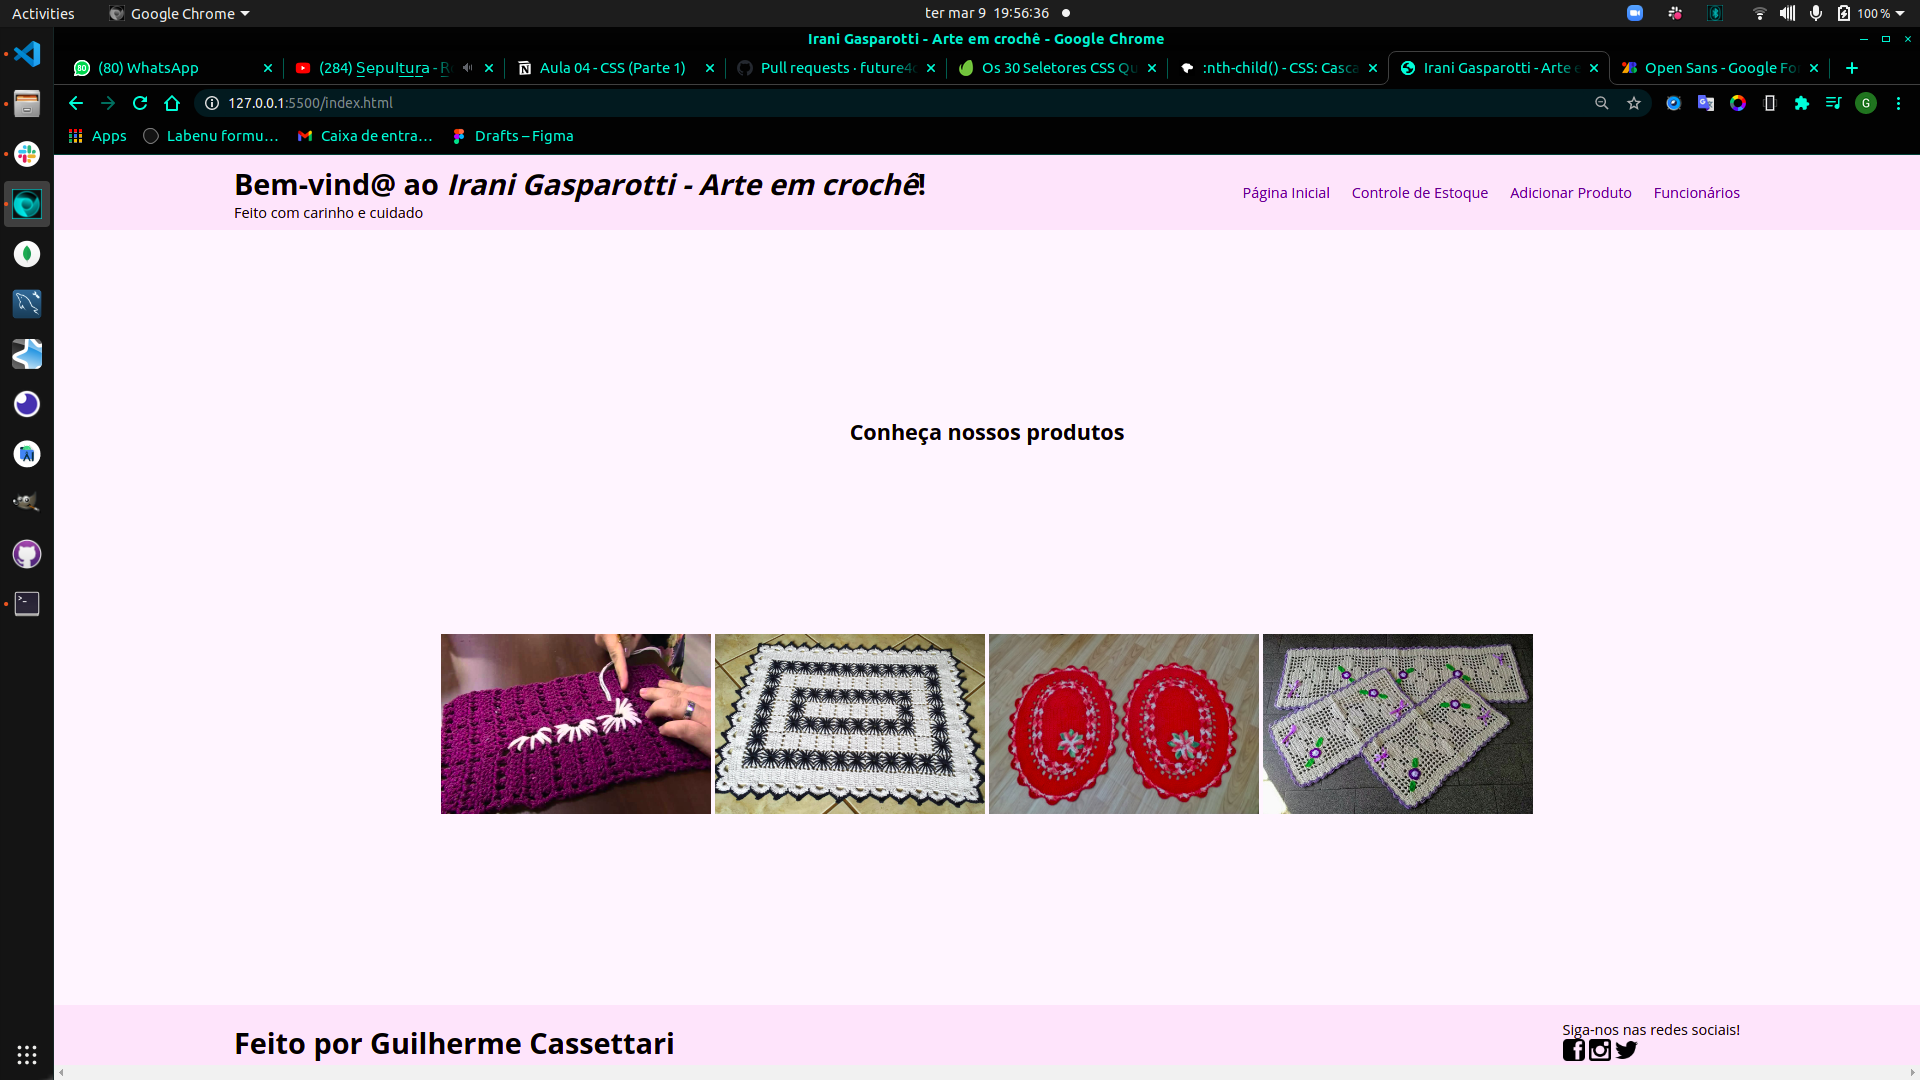 Activities
Google Chrome
ter mar 9 19:56:36
100 %
Irani Gasparotti - Arte em crochê - Google Chrome
(80) WhatsApp
(284) Sepultura - R
Aula 04 - CSS (Parte 1)
Pull requests · future4
Os 30 Seletores CSS Qu
:nth-child() - CSS: Casca
Irani Gasparotti - Arte e
Open Sans - Google Fo
127.0.0.1:5500/index.html
G
Apps
Labenu formu...
Caixa de entra...
Drafts – Figma
Bem-vind@ ao Irani Gasparotti - Arte em crochê!
Feito com carinho e cuidado
Página Inicial
Controle de Estoque
Adicionar Produto
Funcionários
Conheça nossos produtos
Feito por Guilherme Cassettari
Siga-nos nas redes sociais!